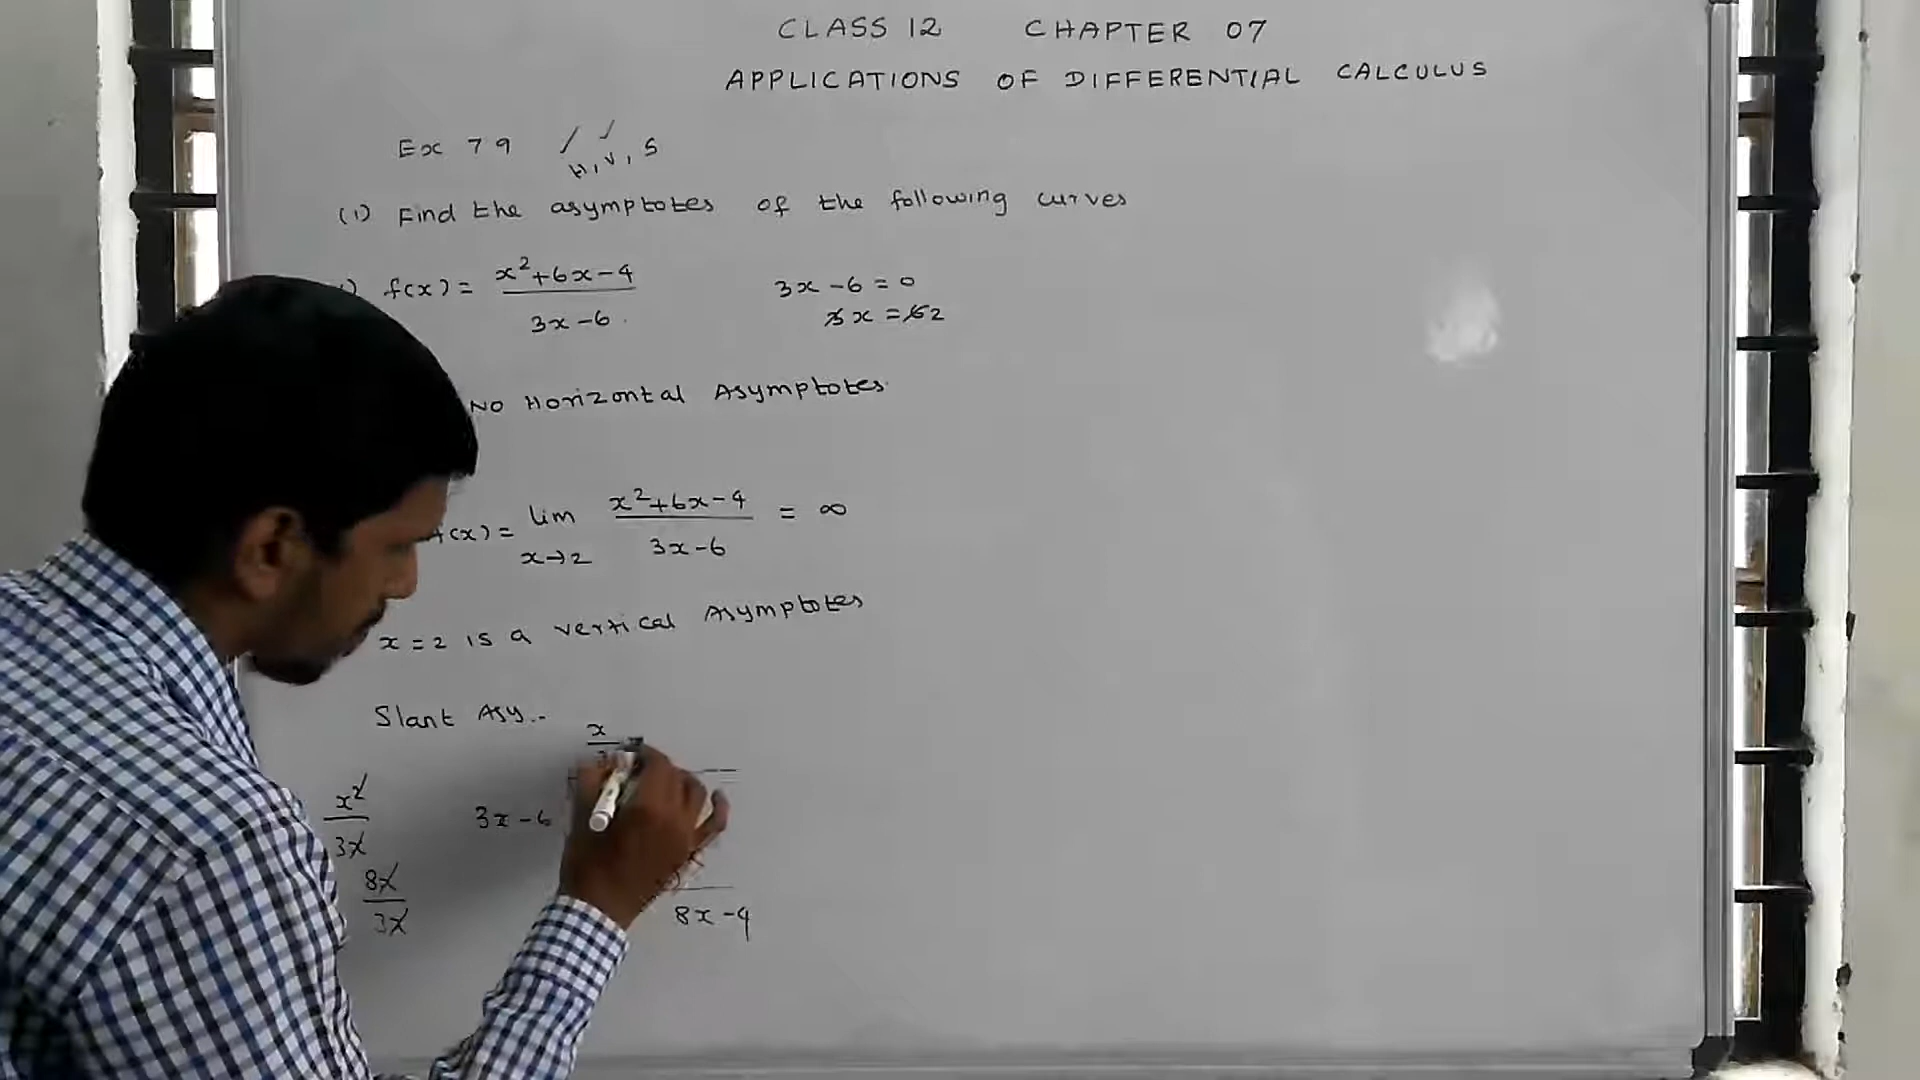 CLASS 12 CHAPTER 07
APPLICATIONS OF DIFFERENTIAL CALCULUS
Ex 7 9 H, V, S
(1) Find the asymptotes of the following curves
f(x) = x²+6x-4 / 3x-6
3x-6=0
3x=62
No Horizontal Asymptotes
(x) = lim x→2 x²+6x-4 / 3x-6 = ∞
x=2 is a vertical Asymptotes
Slant Asy..
x
x² / 3x
3x-6
8x / 3x
8x-4